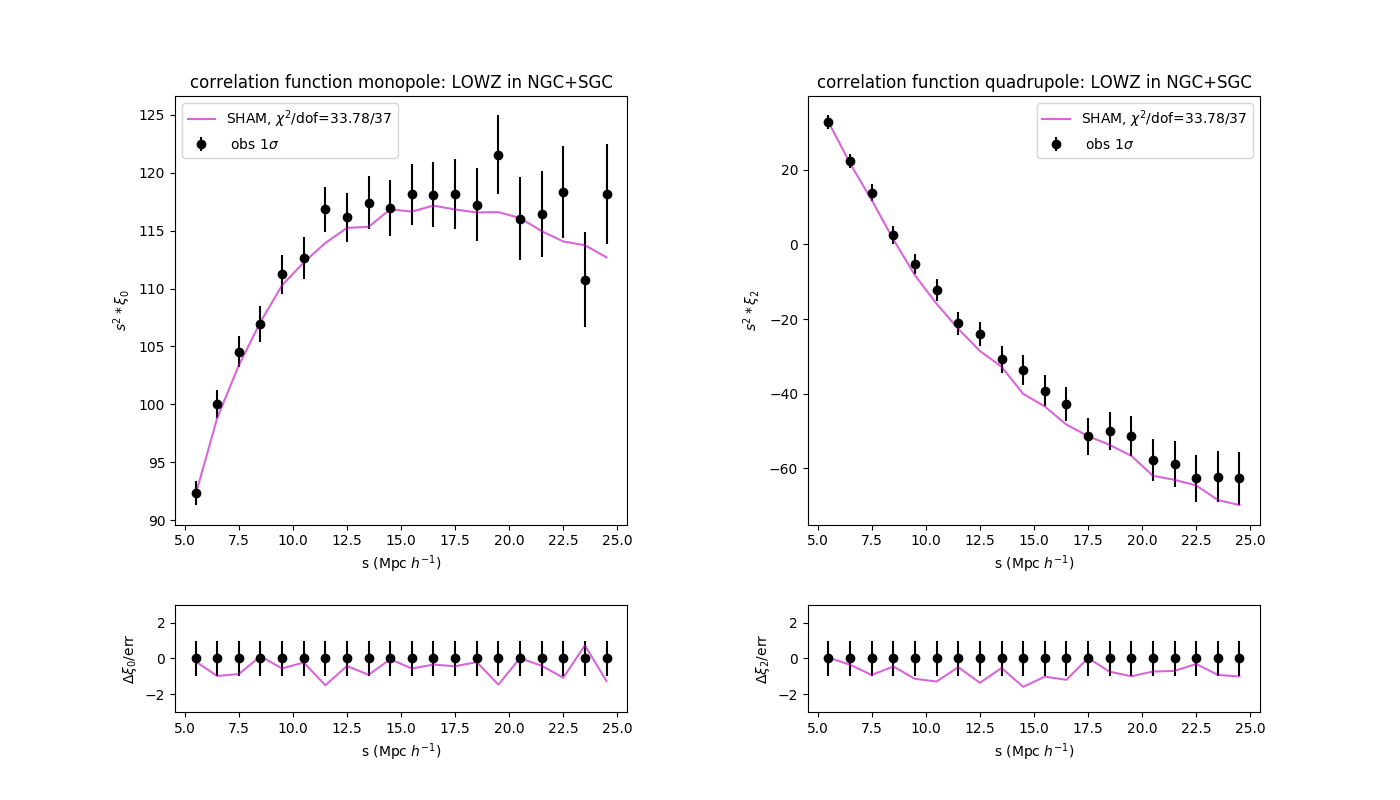 correlation function monopole: LOWZ in NGC+SGC
SHAM, χ²/dof=33.78/37
obs 1σ
125
120
115
110
105
100
95
90
s² * ξ₀
5.0 7.5 10.0 12.5 15.0 17.5 20.0 22.5 25.0
s (Mpc h⁻¹)
correlation function quadrupole: LOWZ in NGC+SGC
SHAM, χ²/dof=33.78/37
obs 1σ
20
0
−20
−40
−60
s² * ξ₂
5.0 7.5 10.0 12.5 15.0 17.5 20.0 22.5 25.0
s (Mpc h⁻¹)
2
0
−2
Δξ₀/err
5.0 7.5 10.0 12.5 15.0 17.5 20.0 22.5 25.0
s (Mpc h⁻¹)
2
0
−2
Δξ₂/err
5.0 7.5 10.0 12.5 15.0 17.5 20.0 22.5 25.0
s (Mpc h⁻¹)